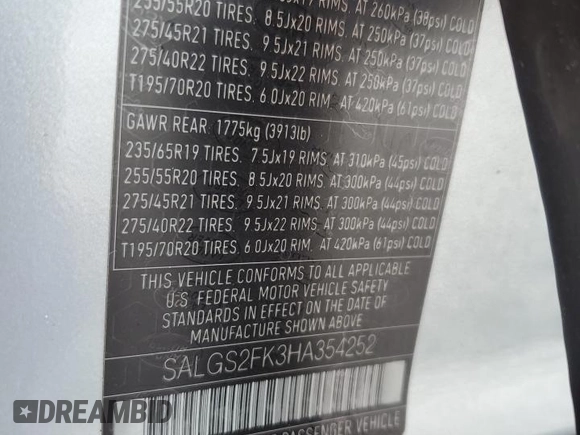 235/55R20 TIRES. 8.5Jx20 RIMS. AT 250kPa (37psi) COLD
275/45R21 TIRES. 9.5Jx21 RIMS. AT 250kPa (37psi) COLD
275/40R22 TIRES. 9.5Jx22 RIMS. AT 250kPa (37psi) COLD
T195/70R20 TIRES. 6.0Jx20 RIM. AT 420kPa (61psi) COLD
GAWR REAR. 1775kg (3913lb)
235/65R19 TIRES. 7.5Jx19 RIMS. AT 310kPa (45psi) COLD
255/55R20 TIRES. 8.5Jx20 RIMS. AT 300kPa (44psi) COLD
275/45R21 TIRES. 9.5Jx21 RIMS. AT 300kPa (44psi) COLD
275/40R22 TIRES. 9.5Jx22 RIMS. AT 300kPa (44psi) COLD
T195/70R20 TIRES. 6.0Jx20 RIM. AT 420kPa (61psi) COLD
THIS VEHICLE CONFORMS TO ALL APPLICABLE
U.S FEDERAL MOTOR VEHICLE SAFETY
STANDARDS IN EFFECT ON THE DATE OF
MANUFACTURE SHOWN ABOVE
SALGS2FK3HA354252
PASSENGER VEHICLE
DREAMBID